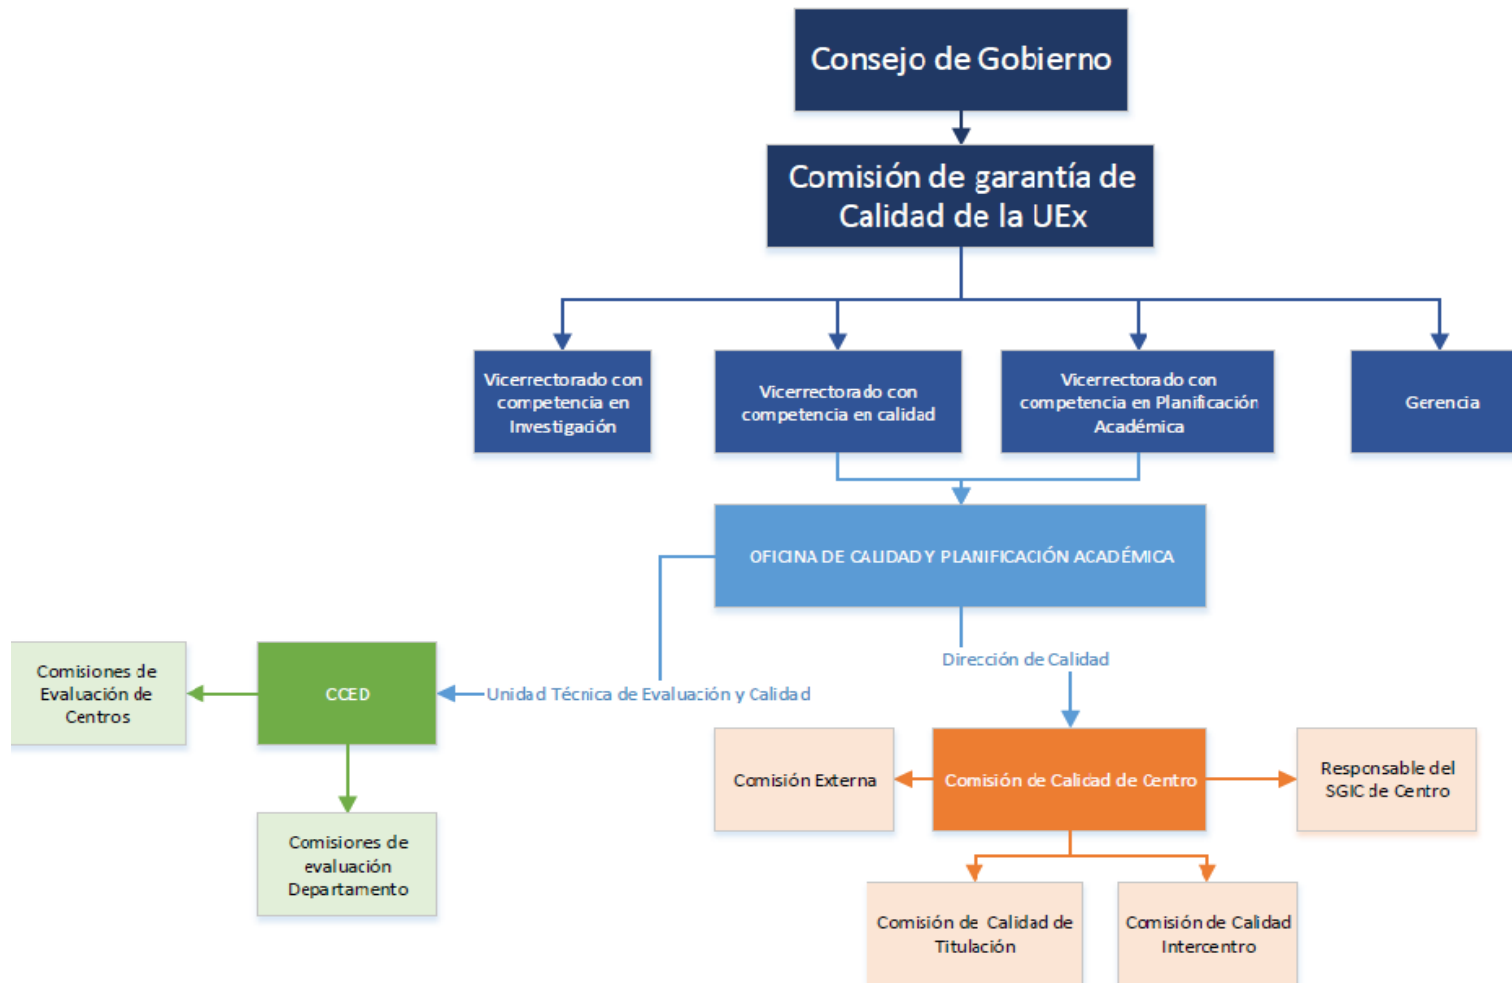 Consejo de Gobierno
Comisión de garantía de
Calidad de la UEx
Vicerrectorado con
competencia en
Investigación
Vicerrectorado con
competencia en calidad
Vicerrectorado con
competencia en Planificación
Académica
Gerencia
OFICINA DE CALIDAD Y PLANIFICACIÓN ACADÉMICA
Dirección de Calidad
Unidad Técnica de Evaluación y Calidad
CCED
Comisiones de
Evaluación de
Centros
Comisiores de
evaluación
Departamento
Comisión Externa
Comisión de Calidad de Centro
Responsable del
SGIC de Centro
Comisión de Calidad de
Titulación
Comisión de Calidad
Intercentro